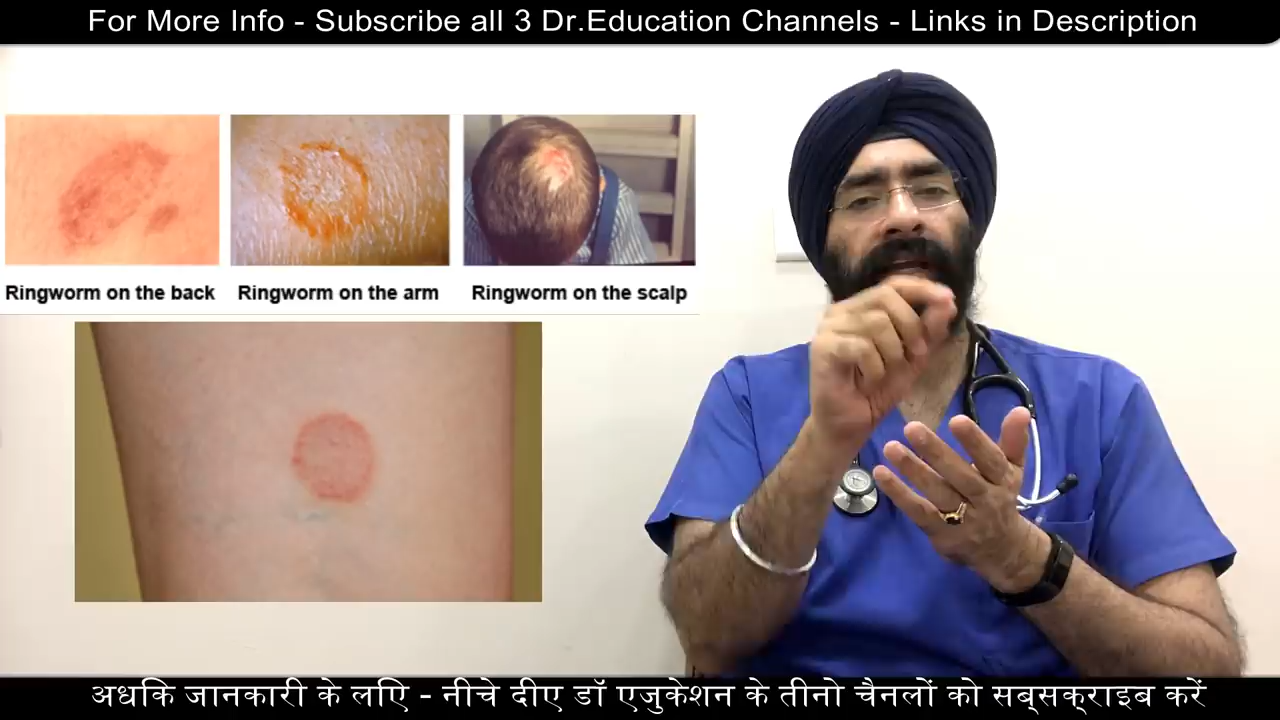 For More Info - Subscribe all 3 Dr.Education Channels - Links in Description
Ringworm on the back Ringworm on the arm Ringworm on the scalp
अधकि जानकारी के लएि - नीचे दीए डॉ एजुकेशन के तीनो चैनलों को सब्सक्राइब करें